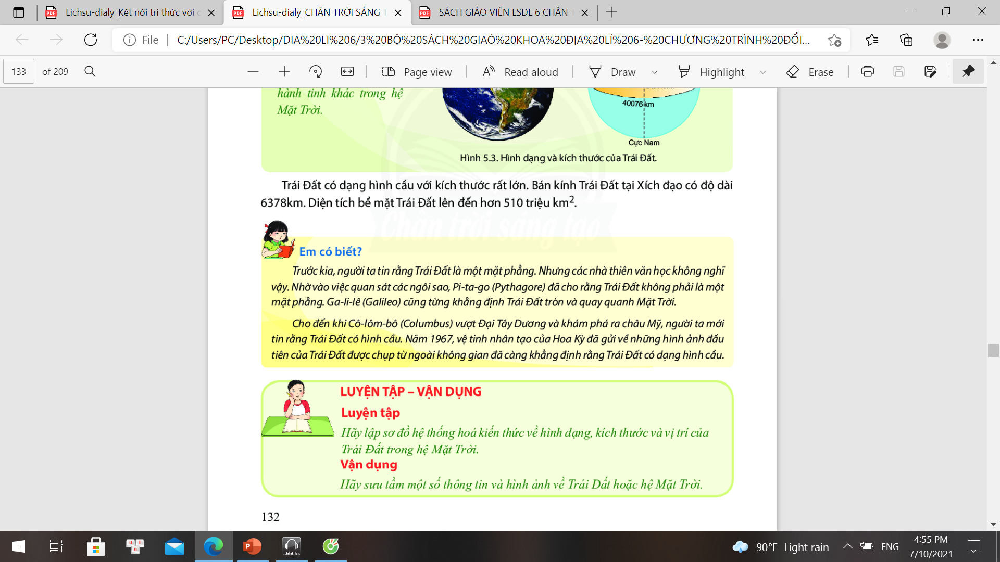 Lichsu-dialy_Kết nối tri thức với c
Lichsu-dialy_CHÂN TRỜI SÁNG T
SÁCH GIÁO VIÊN LSDL 6 CHÂN T
File
C:/Users/PC/Desktop/DIA%20LI%206/3%20BỘ%20SÁCH%20GIAÓ%20KHOA%20ĐỊA%20LÍ%206-%20CHƯƠNG%20TRÌNH%20ĐỔI...
133 of 209
Page view
Read aloud
Draw
Highlight
Erase
hành tinh khác trong hệ
Mặt Trời.
40076 km
Cực Nam
Hình 5.3. Hình dạng và kích thước của Trái Đất.
Trái Đất có dạng hình cầu với kích thước rất lớn. Bán kính Trái Đất tại Xích đạo có độ dài
6378km. Diện tích bề mặt Trái Đất lên đến hơn 510 triệu km².
Chân trời sáng tạo
Em có biết?
Trước kia, người ta tin rằng Trái Đất là một mặt phẳng. Nhưng các nhà thiên văn học không nghĩ
vậy. Nhờ vào việc quan sát các ngôi sao, Pi-ta-go (Pythagore) đã cho rằng Trái Đất không phải là một
mặt phẳng. Ga-li-lê (Galileo) cũng từng khẳng định Trái Đất tròn và quay quanh Mặt Trời.
Cho đến khi Cô-lôm-bô (Columbus) vượt Đại Tây Dương và khám phá ra châu Mỹ, người ta mới
tin rằng Trái Đất có hình cầu. Năm 1967, vệ tinh nhân tạo của Hoa Kỳ đã gửi về những hình ảnh đầu
tiên của Trái Đất được chụp từ ngoài không gian đã càng khẳng định rằng Trái Đất có dạng hình cầu.
LUYỆN TẬP – VẬN DỤNG
Luyện tập
Hãy lập sơ đồ hệ thống hoá kiến thức về hình dạng, kích thước và vị trí của
Trái Đất trong hệ Mặt Trời.
Vận dụng
Hãy sưu tầm một số thông tin và hình ảnh về Trái Đất hoặc hệ Mặt Trời.
132
90°F Light rain
ENG
4:55 PM
7/10/2021